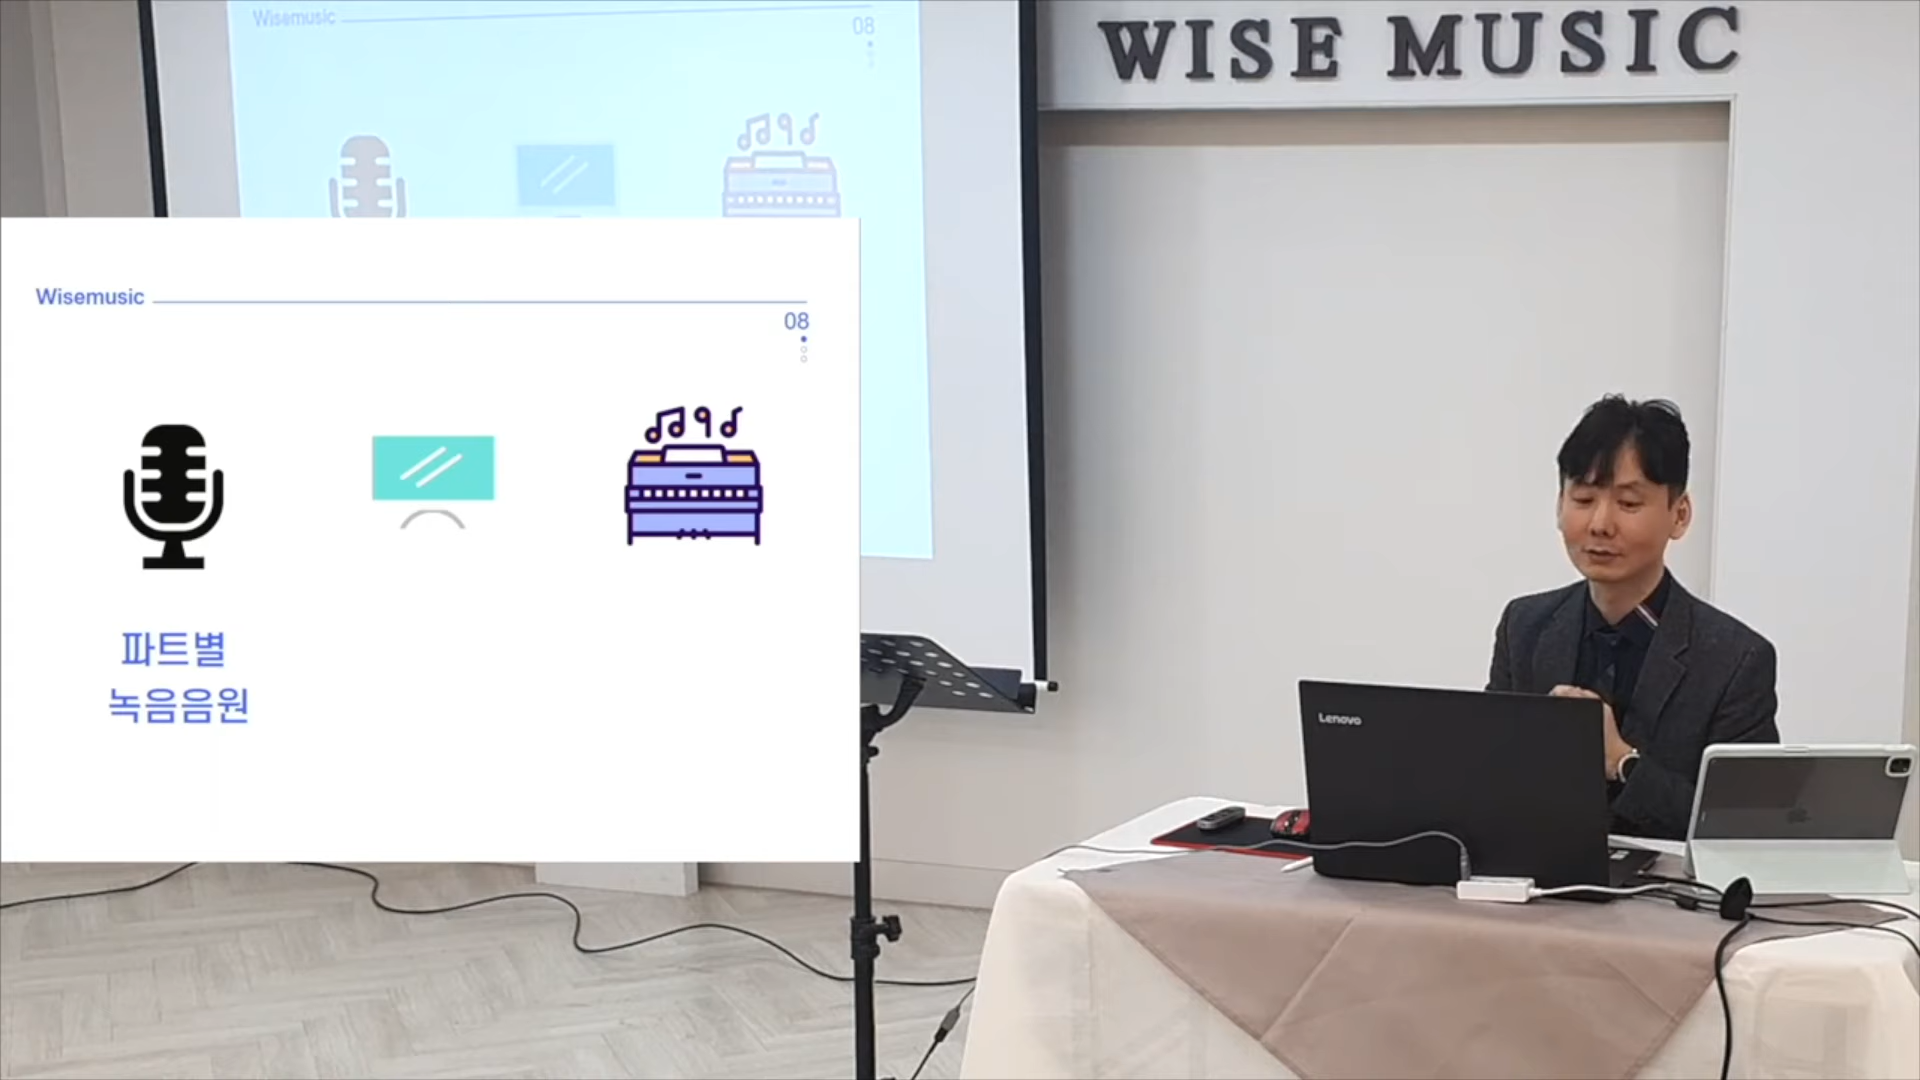 WISE MUSIC
Wisemusic
08
Wisemusic
08
파트별
녹음음원
Lenovo